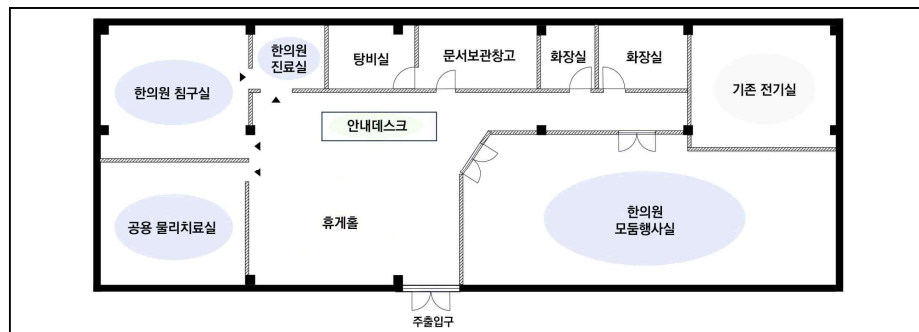 한의원
진료실
탕비실
문서보관창고
화장실
화장실
한의원 침구실
기존 전기실
안내데스크
공용 물리치료실
휴게홀
한의원
모둠행사실
주출입구